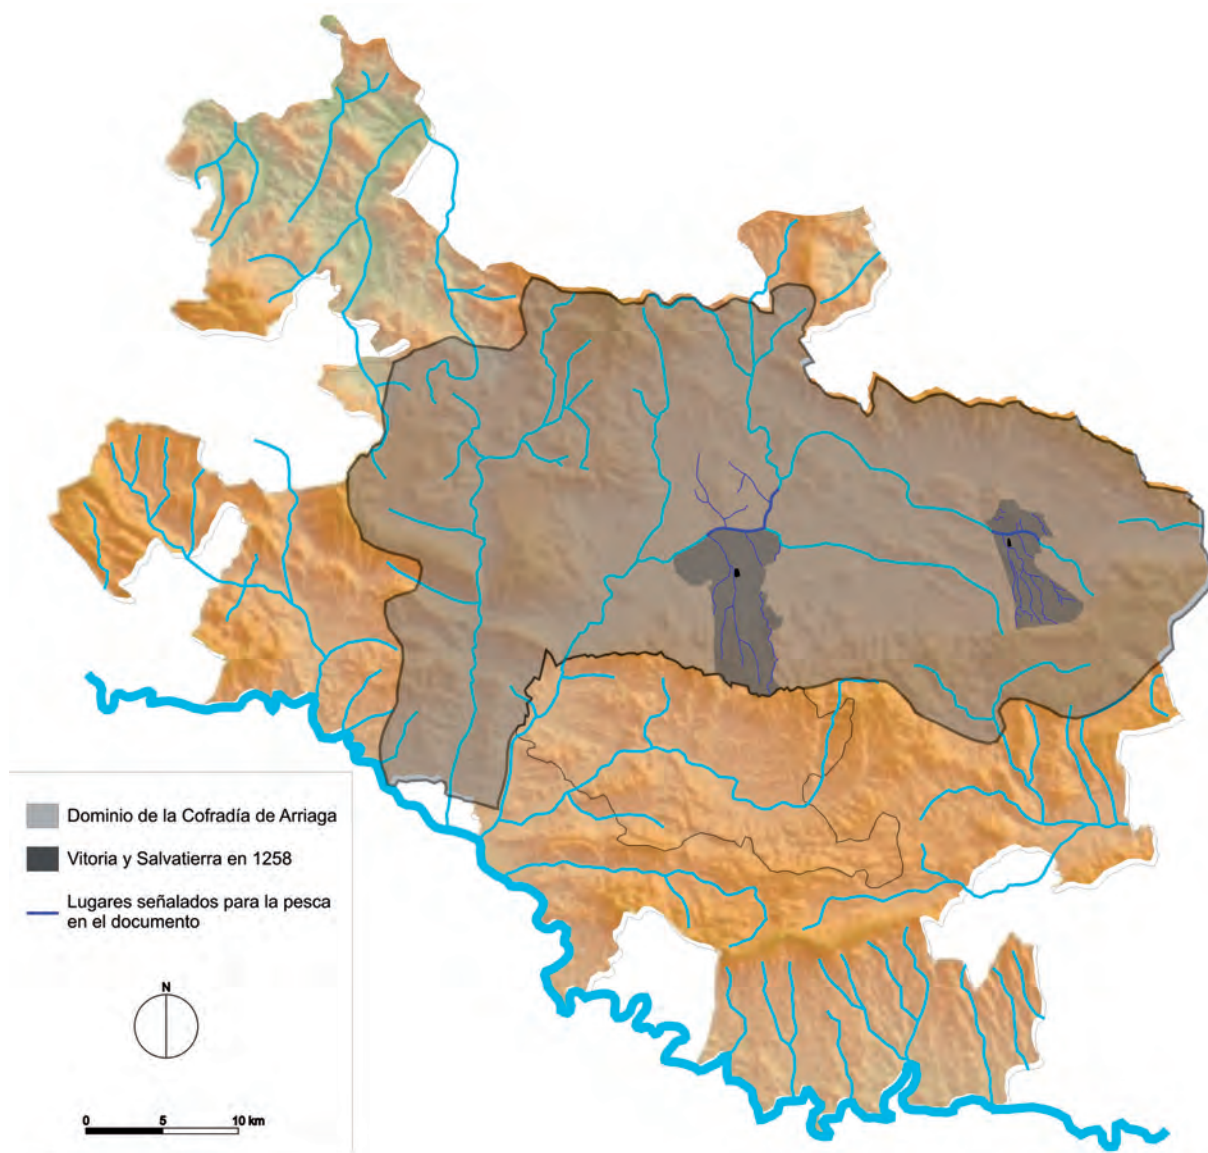 Dominio de la Cofradía de Arriaga
Vitoria y Salvatierra en 1258
Lugares señalados para la pesca
en el documento
N
0 5 10 km